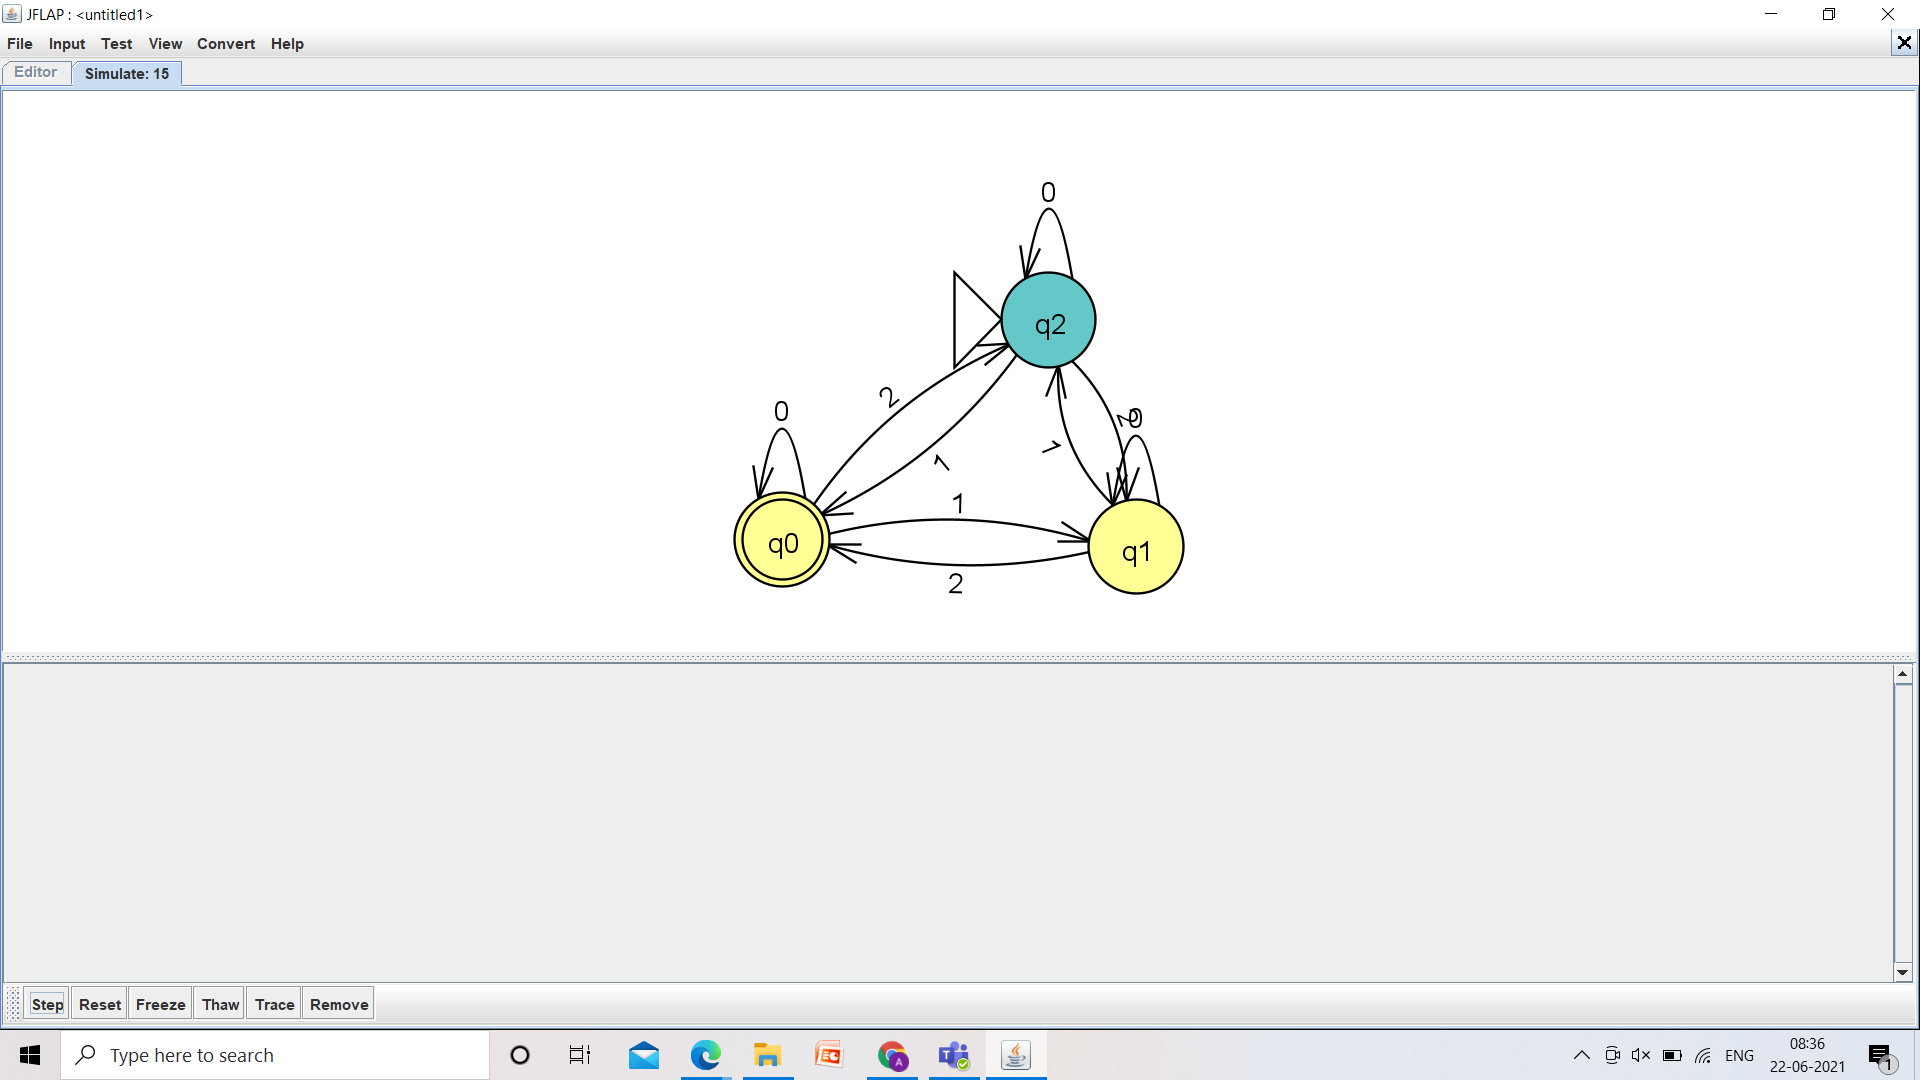 JFLAP : <untitled1>
File Input Test View Convert Help
Editor Simulate: 15
0
q2
2
0
1
1
2
0
1
q0
q1
2
Step Reset Freeze Thaw Trace Remove
Type here to search
ENG
08:36
22-06-2021
1